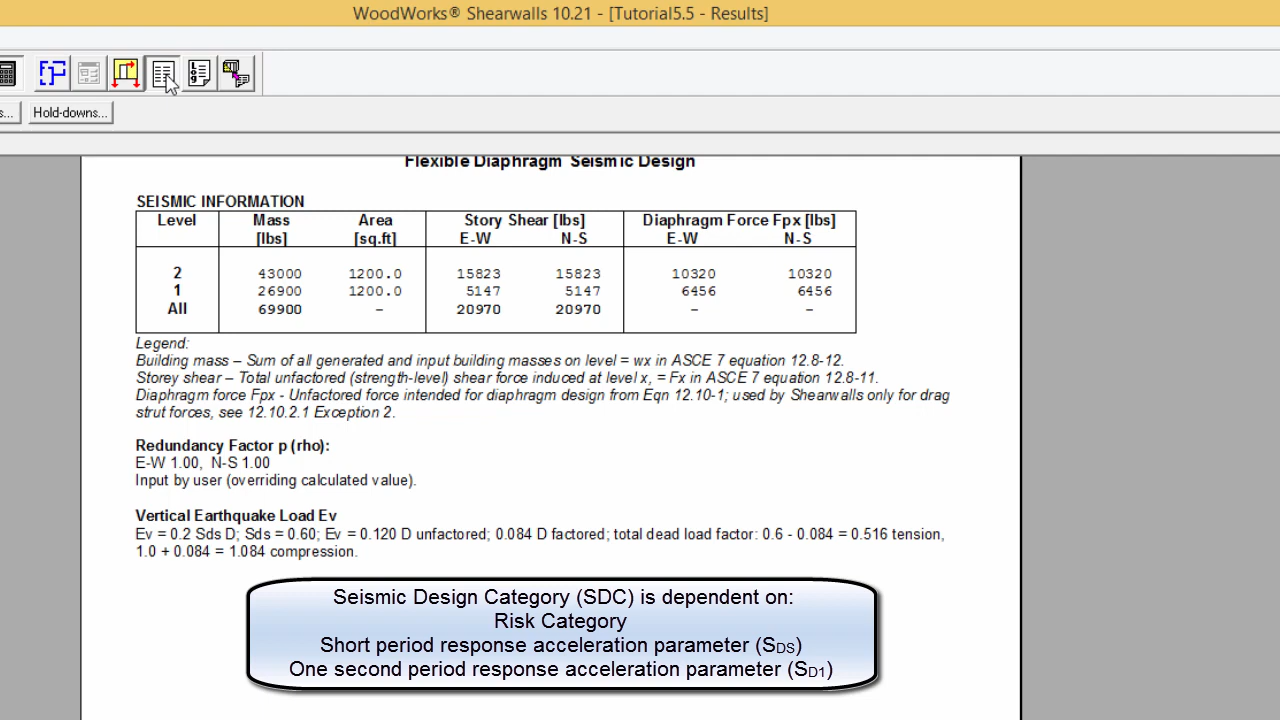 WoodWorks® Shearwalls 10.21 - [Tutorial5.5 - Results]
LOG
s... Hold-downs...
Flexible Diaphragm Seismic Design
SEISMIC INFORMATION
Level Mass Area Story Shear [lbs] Diaphragm Force Fpx [lbs]
[lbs] [sq.ft] E-W N-S E-W N-S
2 43000 1200.0 15823 15823 10320 10320
1 26900 1200.0 5147 5147 6456 6456
All 69900 – 20970 20970 – –
Legend:
Building mass – Sum of all generated and input building masses on level = wx in ASCE 7 equation 12.8-12.
Storey shear – Total unfactored (strength-level) shear force induced at level x, = Fx in ASCE 7 equation 12.8-11.
Diaphragm force Fpx - Unfactored force intended for diaphragm design from Eqn 12.10-1; used by Shearwalls only for drag
strut forces, see 12.10.2.1 Exception 2.
Redundancy Factor p (rho):
E-W 1.00, N-S 1.00
Input by user (overriding calculated value).
Vertical Earthquake Load Ev
Ev = 0.2 Sds D; Sds = 0.60; Ev = 0.120 D unfactored; 0.084 D factored; total dead load factor: 0.6 - 0.084 = 0.516 tension,
1.0 + 0.084 = 1.084 compression.
Seismic Design Category (SDC) is dependent on:
Risk Category
Short period response acceleration parameter (SDS)
One second period response acceleration parameter (SD1)